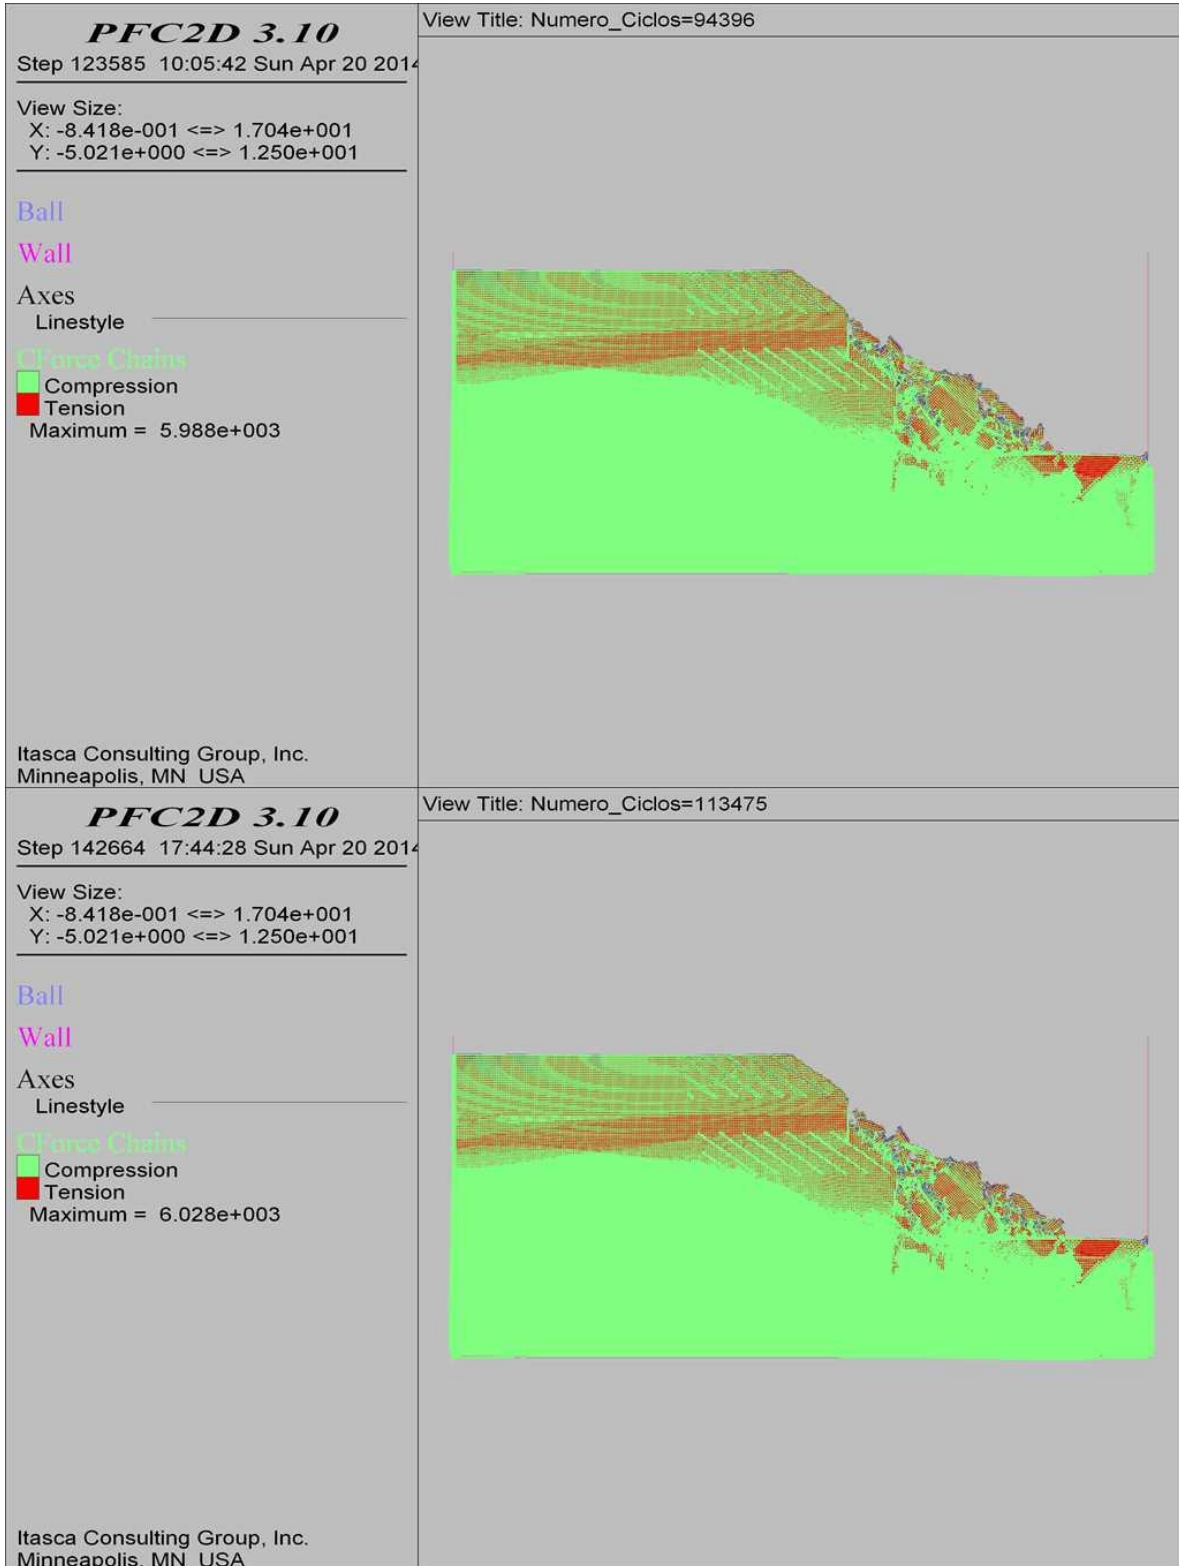 PFC2D 3.10
Step 123585 10:05:42 Sun Apr 20 2014
View Size:
X: -8.418e-001 <=> 1.704e+001
Y: -5.021e+000 <=> 1.250e+001
Ball
Wall
Axes
Linestyle
CForce Chains
Compression
Tension
Maximum = 5.988e+003
Itasca Consulting Group, Inc.
Minneapolis, MN USA
View Title: Numero_Ciclos=94396
PFC2D 3.10
Step 142664 17:44:28 Sun Apr 20 2014
View Size:
X: -8.418e-001 <=> 1.704e+001
Y: -5.021e+000 <=> 1.250e+001
Ball
Wall
Axes
Linestyle
CForce Chains
Compression
Tension
Maximum = 6.028e+003
Itasca Consulting Group, Inc.
Minneapolis, MN USA
View Title: Numero_Ciclos=113475